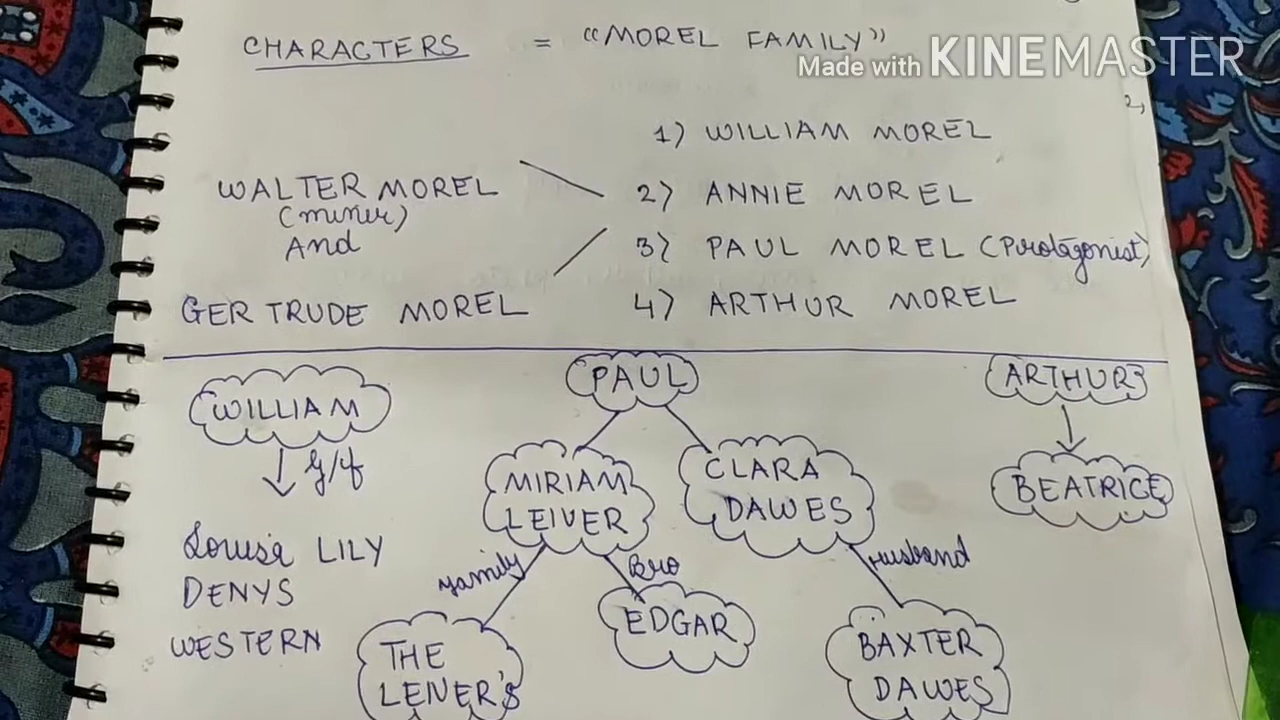 CHARACTERS = "MOREL FAMILY"
Made with KINEMASTER
2,
1) WILLIAM MOREL
WALTER MOREL
(miner)
And
GERTRUDE MOREL
2) ANNIE MOREL
3) PAUL MOREL (Protagonist)
4) ARTHUR MOREL
WILLIAM
g/f
Louisa LILY
DENYS
WESTERN
PAUL
MIRIAM
LEIVER
family
THE
LEIVER'S
Bro
EDGAR
CLARA
DAWES
Husband
BAXTER
DAWES
ARTHUR
BEATRICE